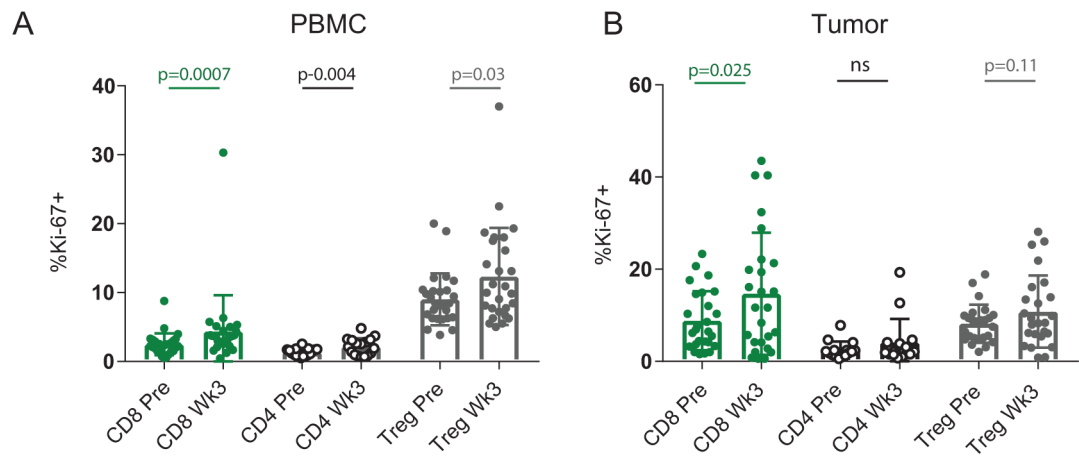 A
PBMC
p=0.0007
p-0.004
p=0.03
40
30
20
10
0
%Ki-67+
CD8 Pre
CD8 Wk3
CD4 Pre
CD4 Wk3
Treg Pre
Treg Wk3
B
Tumor
p=0.025
ns
p=0.11
60
40
20
0
%Ki-67+
CD8 Pre
CD8 Wk3
CD4 Pre
CD4 Wk3
Treg Pre
Treg Wk3